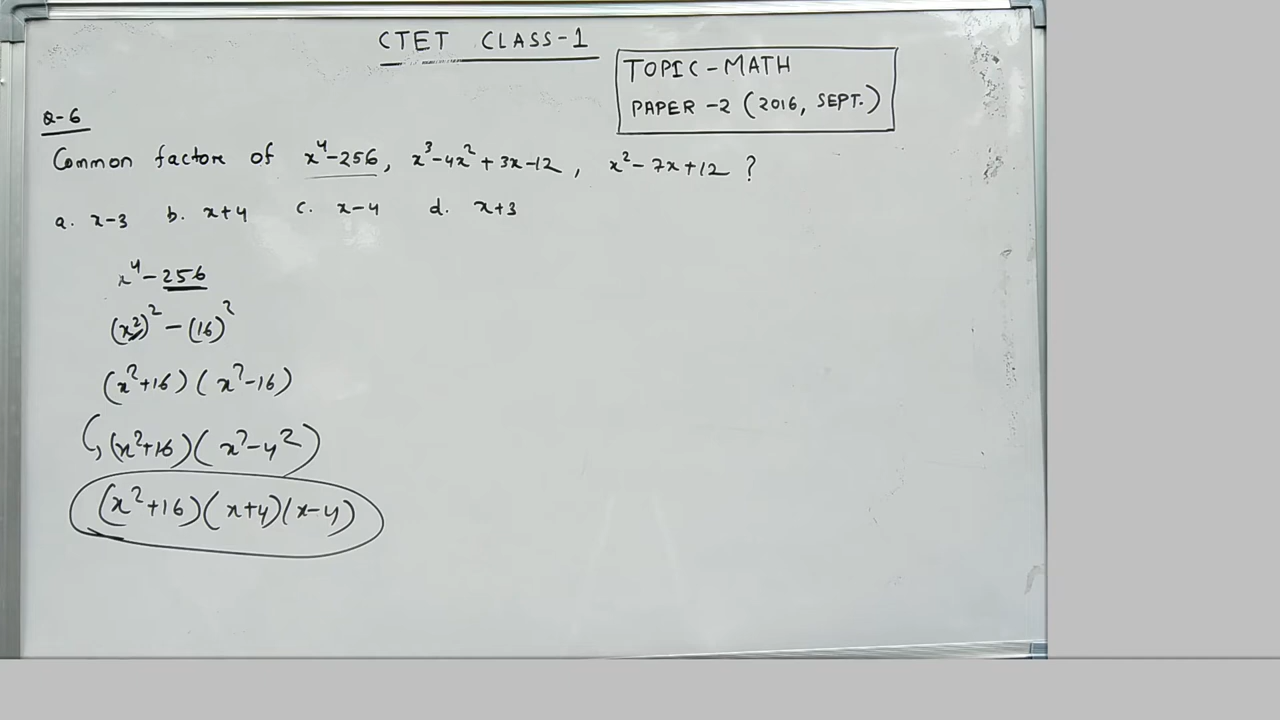 CTET CLASS-1
TOPIC-MATH
PAPER-2 (2016, SEPT.)
Q-6
Common factore of x⁴-256, x³-4x²+3x-12, x²-7x+12 ?
a. x-3 b. x+4 c. x-4 d. x+3
x⁴-256
(x²)²-(16)²
(x²+16)(x²-16)
(x²+16)(x²-4²)
(x²+16)(x+4)(x-4)